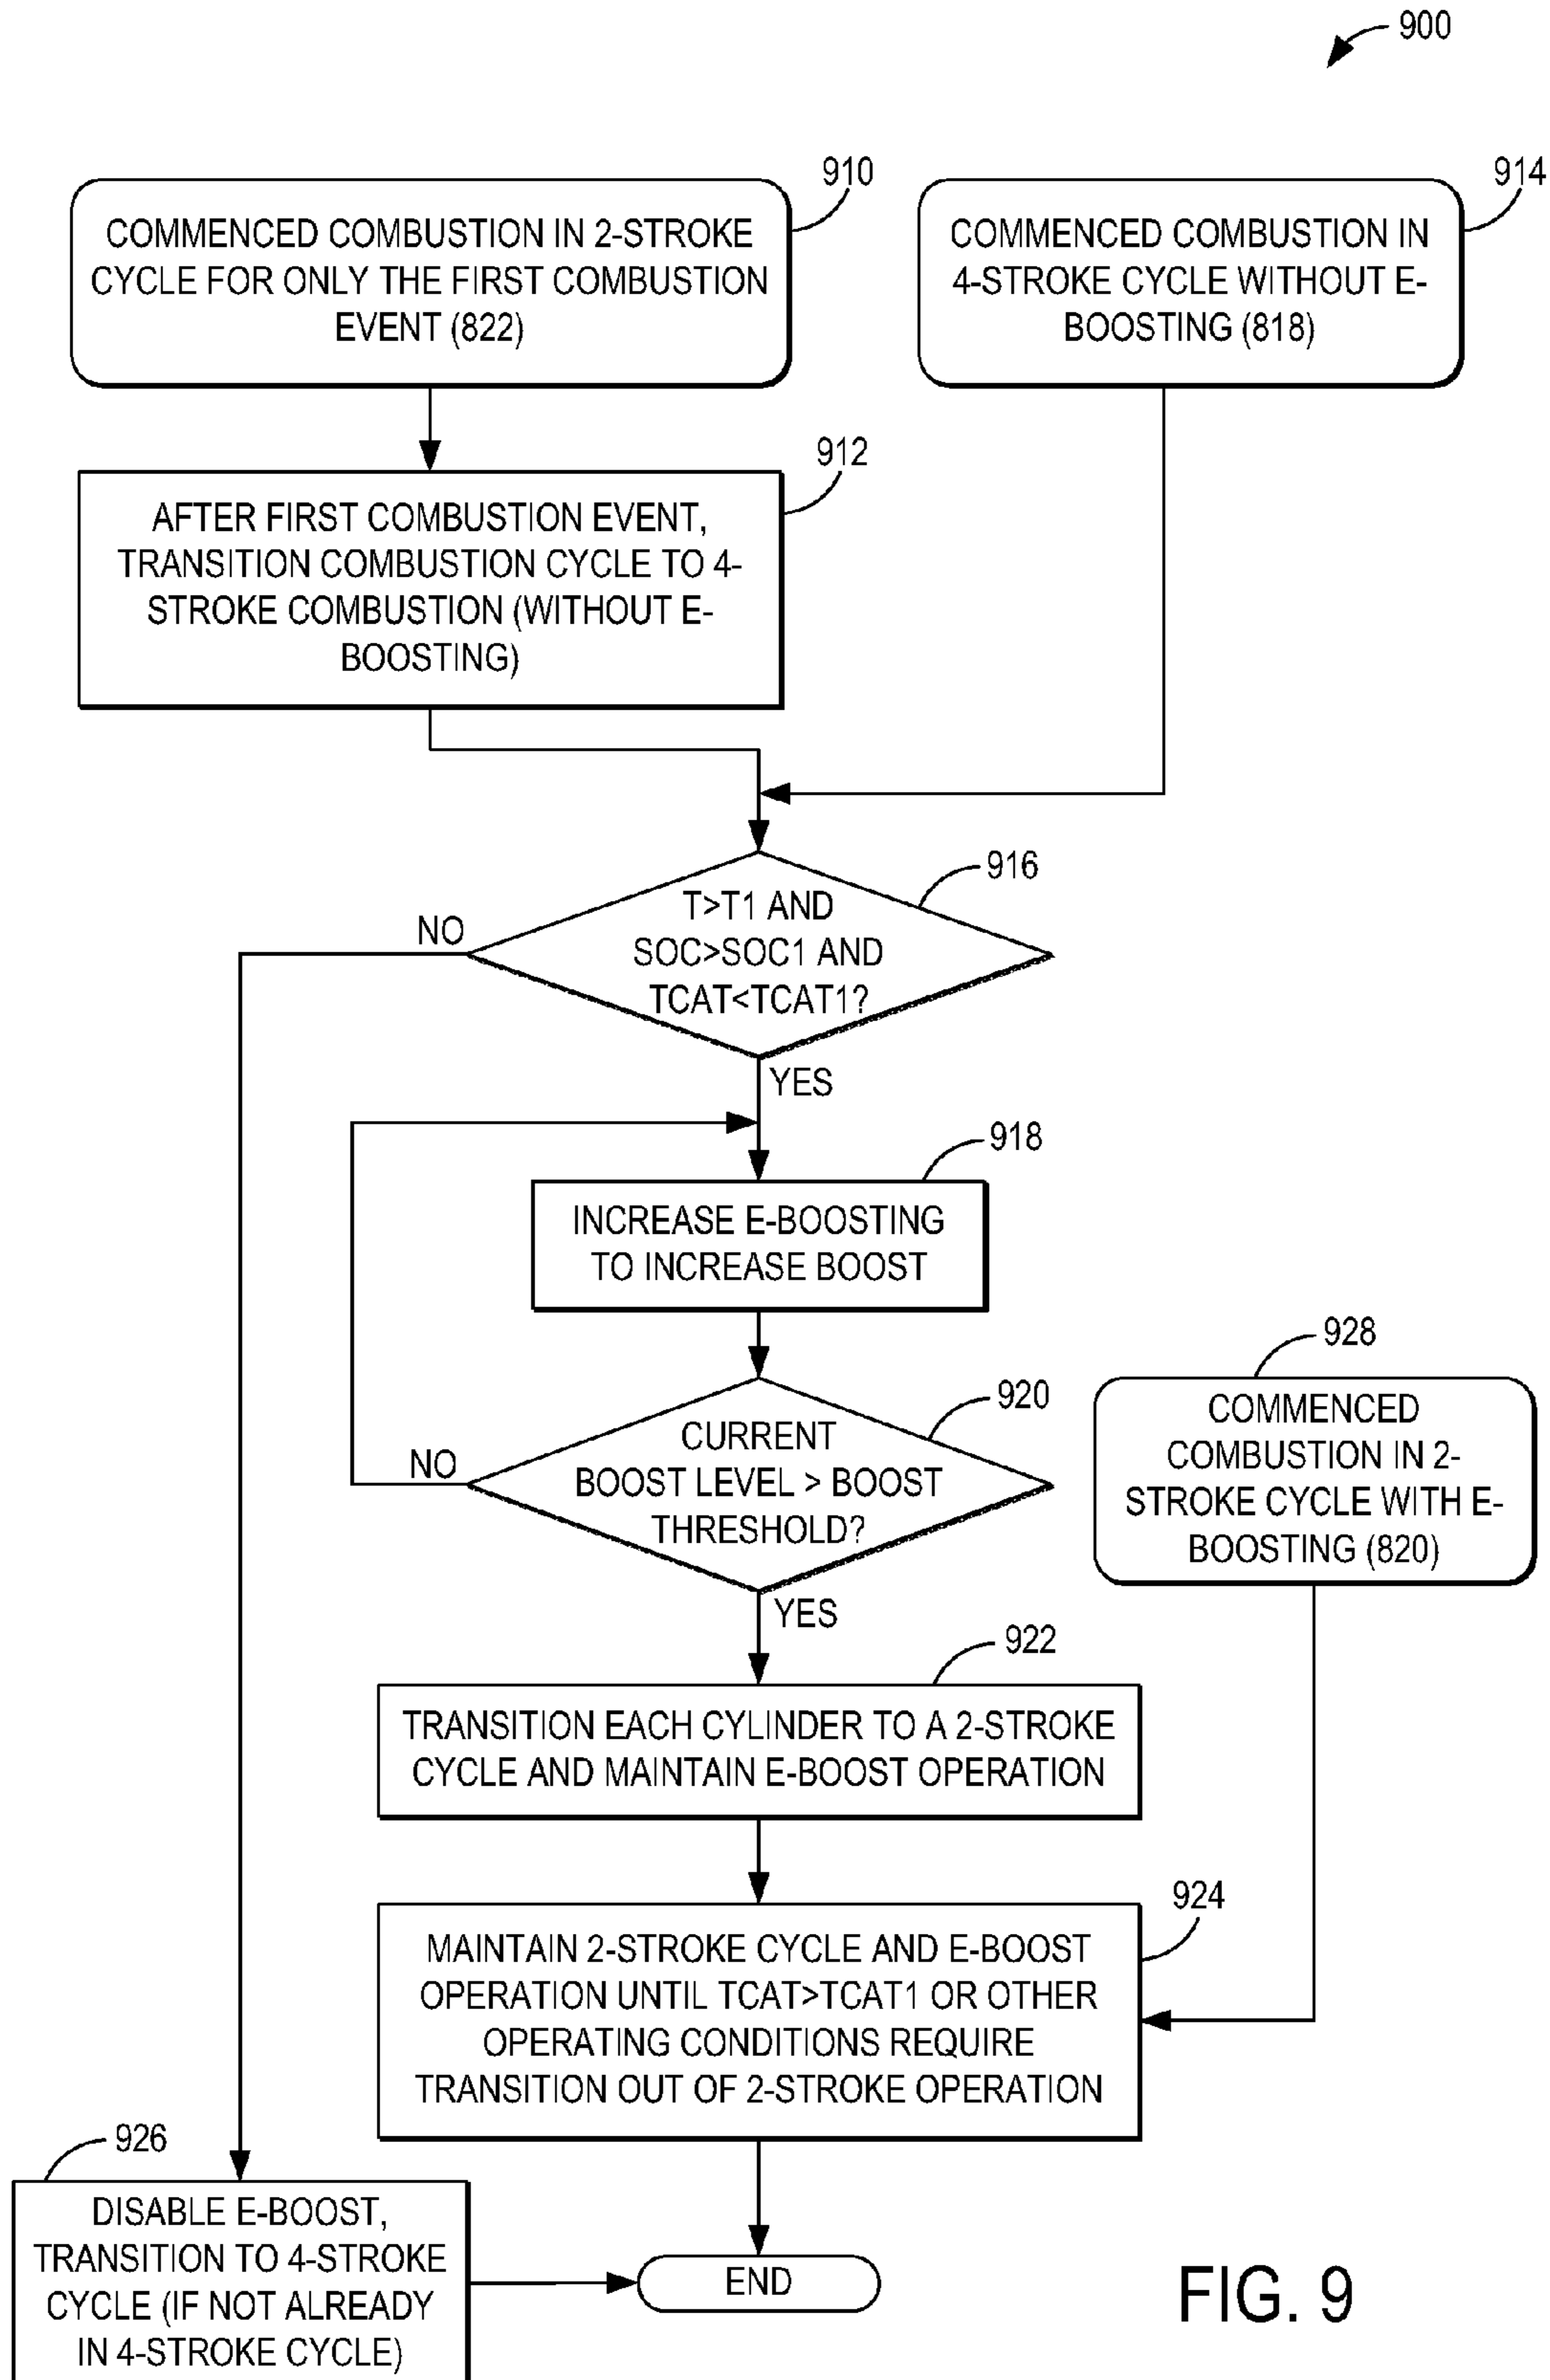 900
910
COMMENCED COMBUSTION IN 2-STROKE
CYCLE FOR ONLY THE FIRST COMBUSTION
EVENT (822)
914
COMMENCED COMBUSTION IN
4-STROKE CYCLE WITHOUT E-
BOOSTING (818)
912
AFTER FIRST COMBUSTION EVENT,
TRANSITION COMBUSTION CYCLE TO 4-
STROKE COMBUSTION (WITHOUT E-
BOOSTING)
916
T>T1 AND
SOC>SOC1 AND
TCAT<TCAT1?
NO
YES
918
INCREASE E-BOOSTING
TO INCREASE BOOST
920
CURRENT
BOOST LEVEL > BOOST
THRESHOLD?
NO
YES
928
COMMENCED
COMBUSTION IN 2-
STROKE CYCLE WITH E-
BOOSTING (820)
922
TRANSITION EACH CYLINDER TO A 2-STROKE
CYCLE AND MAINTAIN E-BOOST OPERATION
924
MAINTAIN 2-STROKE CYCLE AND E-BOOST
OPERATION UNTIL TCAT>TCAT1 OR OTHER
OPERATING CONDITIONS REQUIRE
TRANSITION OUT OF 2-STROKE OPERATION
926
DISABLE E-BOOST,
TRANSITION TO 4-STROKE
CYCLE (IF NOT ALREADY
IN 4-STROKE CYCLE)
END
FIG. 9